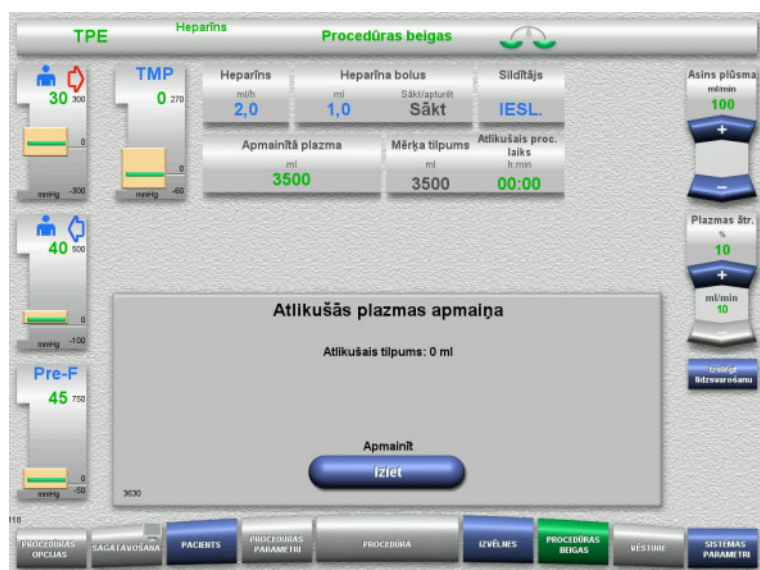 TPE
Heparīns
Procedūras beigas
30 300
0
mmHg -300
TMP
0 270
0
mmHg -60
Heparīns
ml/h
2,0
Heparīna bolus
ml
1,0
Sākt/apturēt
Sākt
Sildītājs
IESL.
Apmainītā plazma
ml
3500
Mērķa tilpums
ml
3500
Atlikušais proc.
laiks
h:min
00:00
Asins plūsma
ml/min
100
+
–
40 500
0
mmHg -100
Plazmas ātr.
%
10
+
ml/min
10
–
Izslēgt
līdzsvarošanu
Pre-F
45 750
0
mmHg -50
Atlikušās plazmas apmaiņa
Atlikušais tilpums: 0 ml
Apmainīt
Iziet
3630
PROCEDŪRAS
OPCIJAS
SAGATAVOŠANA
PACIENTS
PROCEDŪRAS
PARAMETRI
PROCEDŪRA
IZVĒLNES
PROCEDŪRAS
BEIGAS
VĒSTURE
SISTĒMAS
PARAMETRI